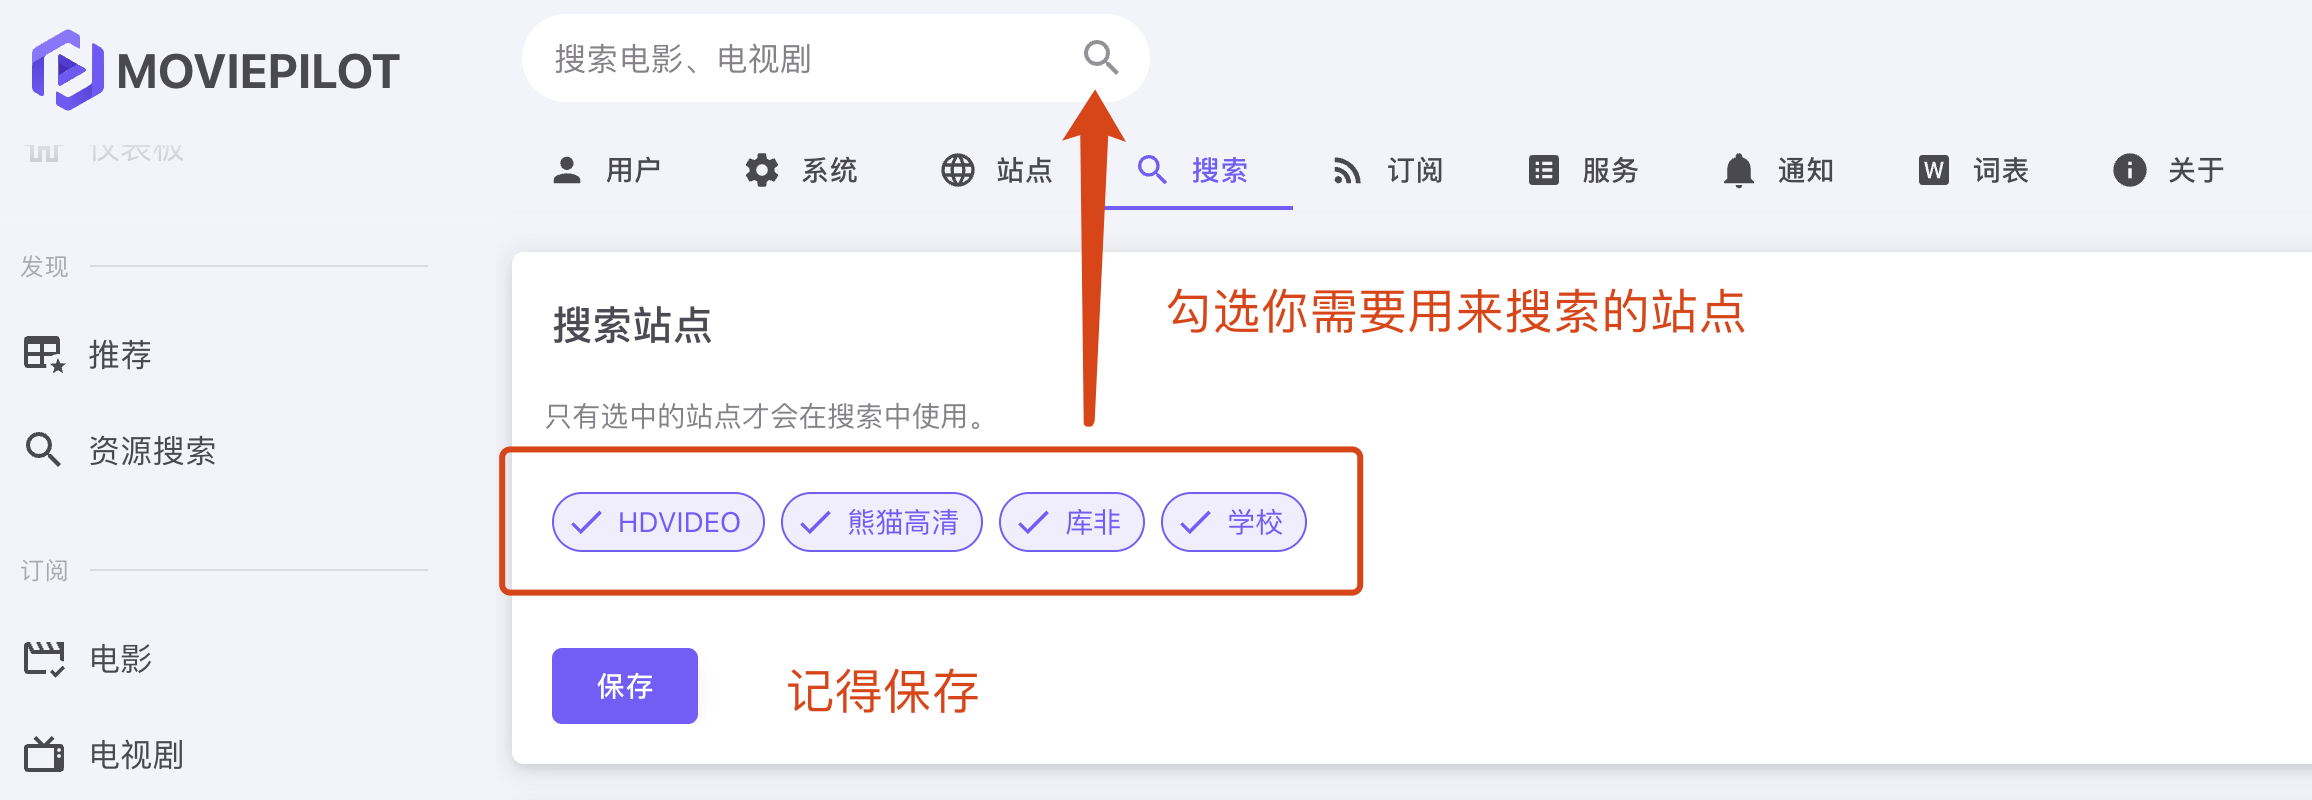 MOVIEPILOT
搜索电影、电视剧
仪表板
用户
系统
站点
搜索
订阅
服务
通知
W 词表
关于
发现
推荐
资源搜索
订阅
电影
电视剧
搜索站点
勾选你需要用来搜索的站点
只有选中的站点才会在搜索中使用。
HDVIDEO
熊猫高清
库非
学校
保存
记得保存